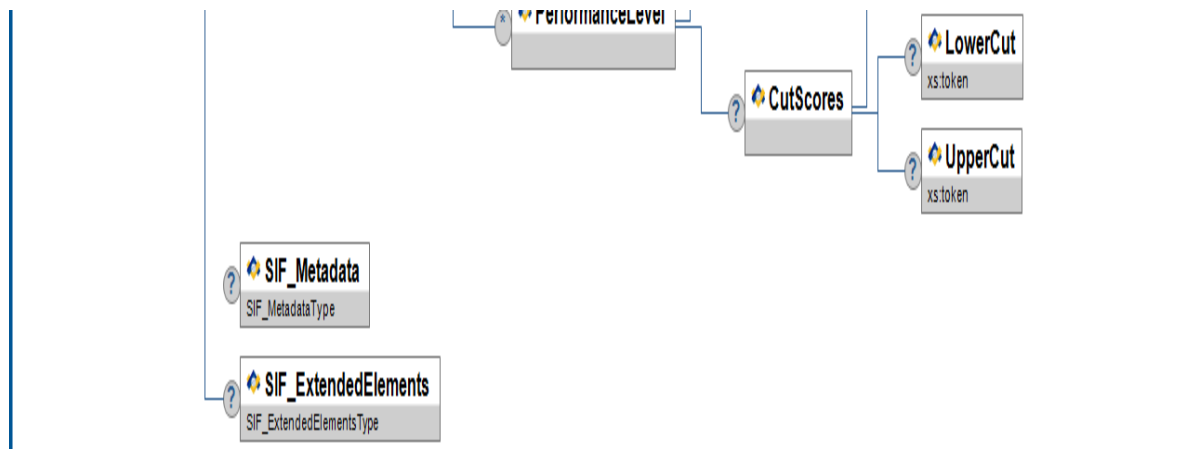 *
PerformanceLevel
?
LowerCut
xs:token
?
CutScores
?
UpperCut
xs:token
?
SIF_Metadata
SIF_MetadataType
?
SIF_ExtendedElements
SIF_ExtendedElementsType